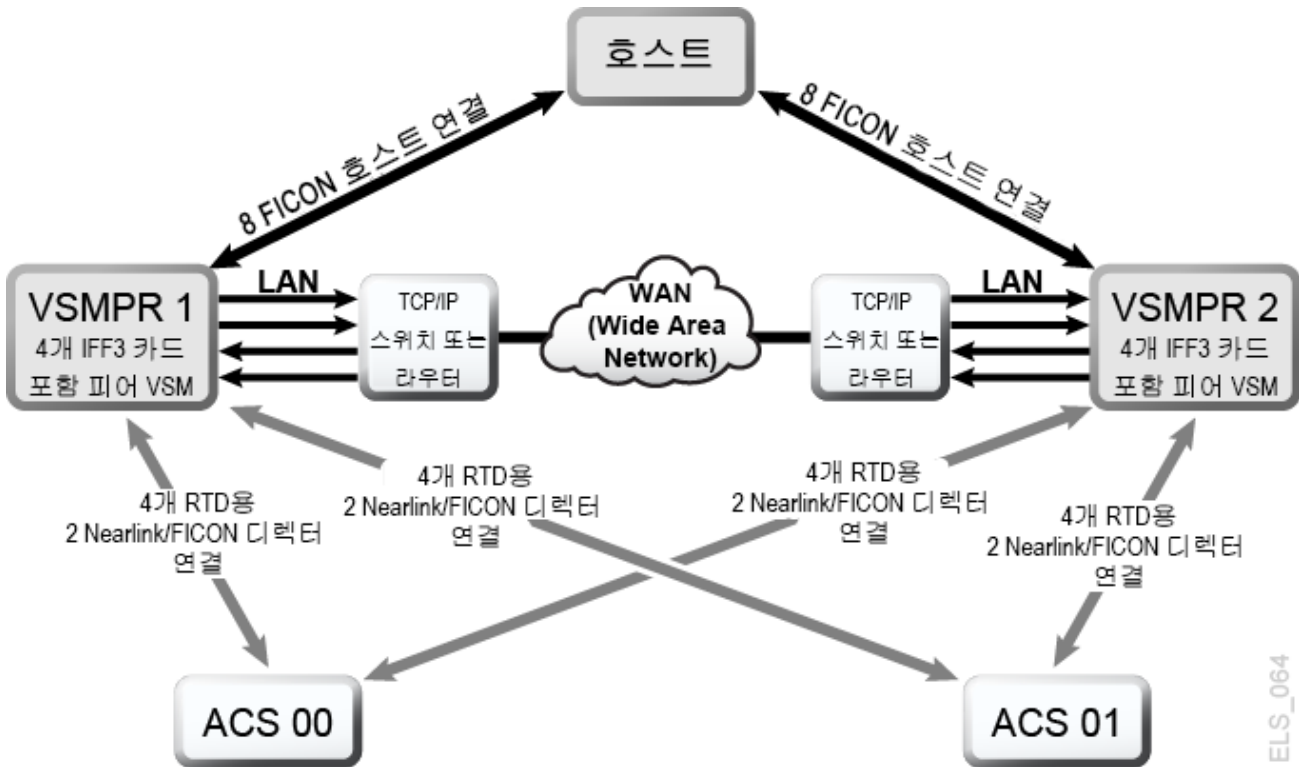 호스트
8 FICON 호스트 연결
8 FICON 호스트 연결
VSMPR 1
4개 IFF3 카드
포함 피어 VSM
LAN
TCP/IP
스위치 또는
라우터
WAN
(Wide Area
Network)
TCP/IP
스위치 또는
라우터
LAN
VSMPR 2
4개 IFF3 카드
포함 피어 VSM
4개 RTD용
2 Nearlink/FICON 디렉터
연결
4개 RTD용
2 Nearlink/FICON 디렉터
연결
4개 RTD용
2 Nearlink/FICON 디렉터
연결
4개 RTD용
2 Nearlink/FICON 디렉터
연결
ACS 00
ACS 01
ELS_064